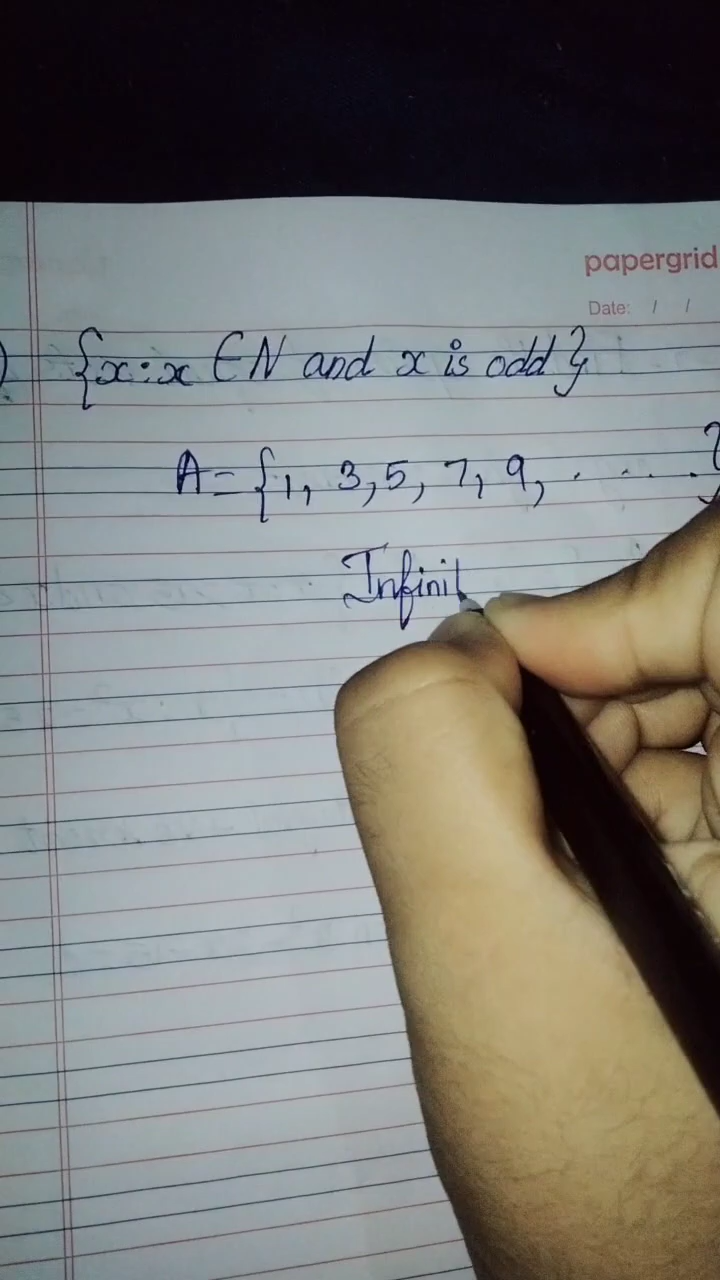 papergrid
Date: / /
) {x : x ∈ N and x is odd}
A = {1, 3, 5, 7, 9, . . . . .}
Infinit